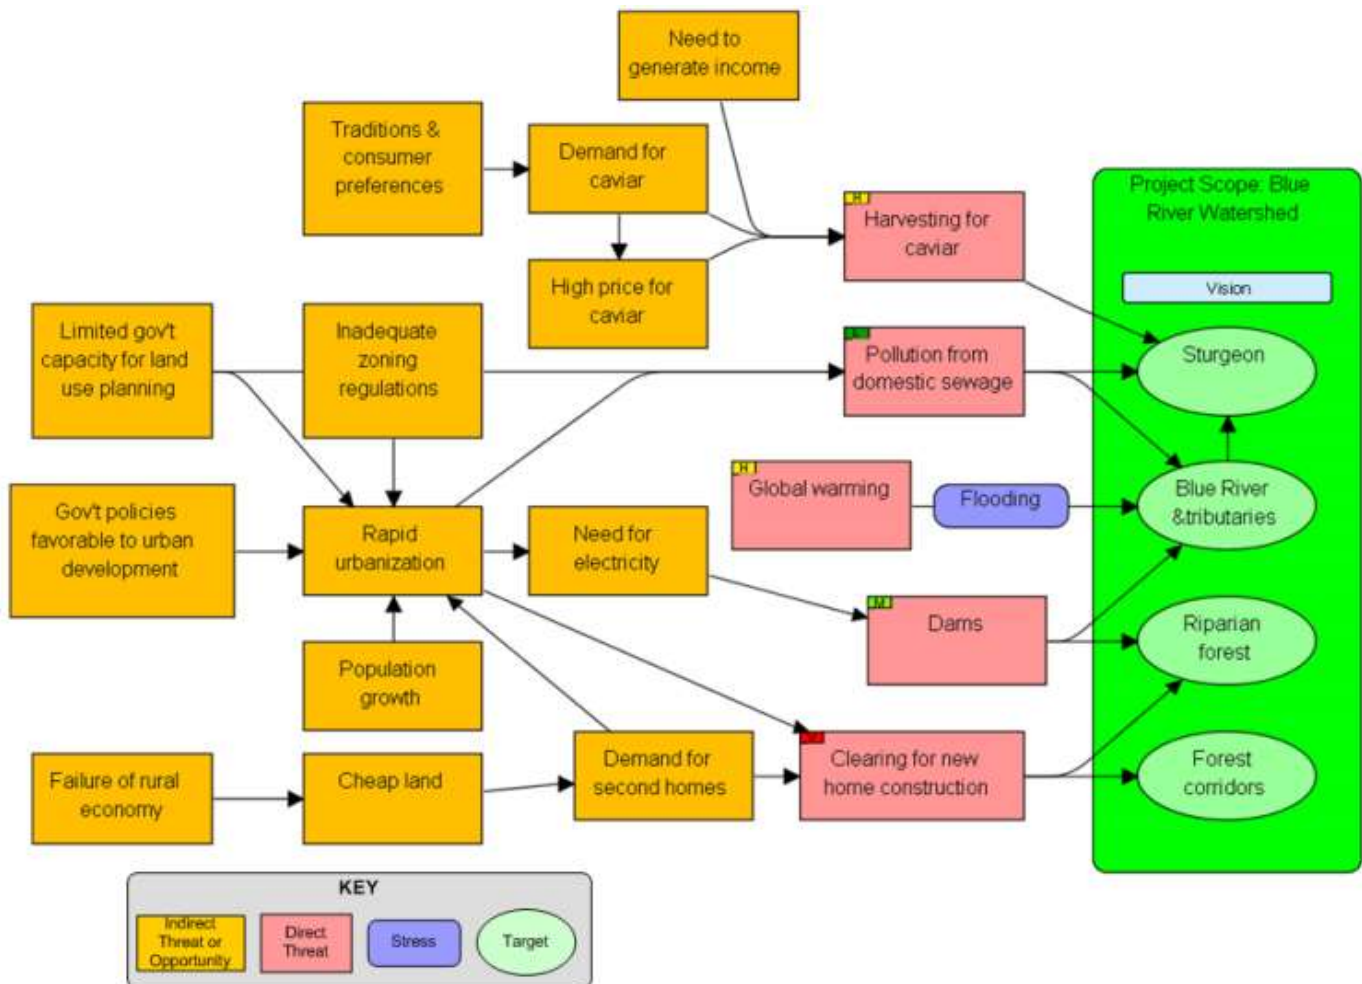 Need to
generate income
Traditions &
consumer
preferences
Demand for
caviar
High price for
caviar
H
Harvesting for
caviar
Project Scope: Blue
River Watershed
Vision
Sturgeon
Limited gov't
capacity for land
use planning
Inadequate
zoning
regulations
L
Pollution from
domestic sewage
H
Global warming
Flooding
Blue River
&tributaries
Gov't policies
favorable to urban
development
Rapid
urbanization
Need for
electricity
M
Dams
Riparian
forest
Population
growth
Failure of rural
economy
Cheap land
Demand for
second homes
Clearing for new
home construction
Forest
corridors
KEY
Indirect
Threat or
Opportunity
Direct
Threat
Stress
Target